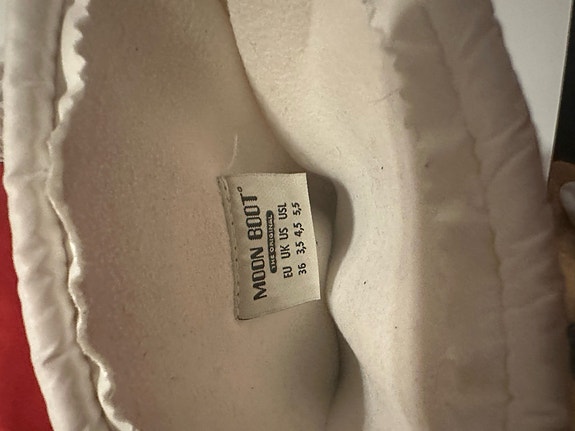 MOON BOOT®
THE ORIGINAL
EU UK US USL
36 3,5 4,5 5,5